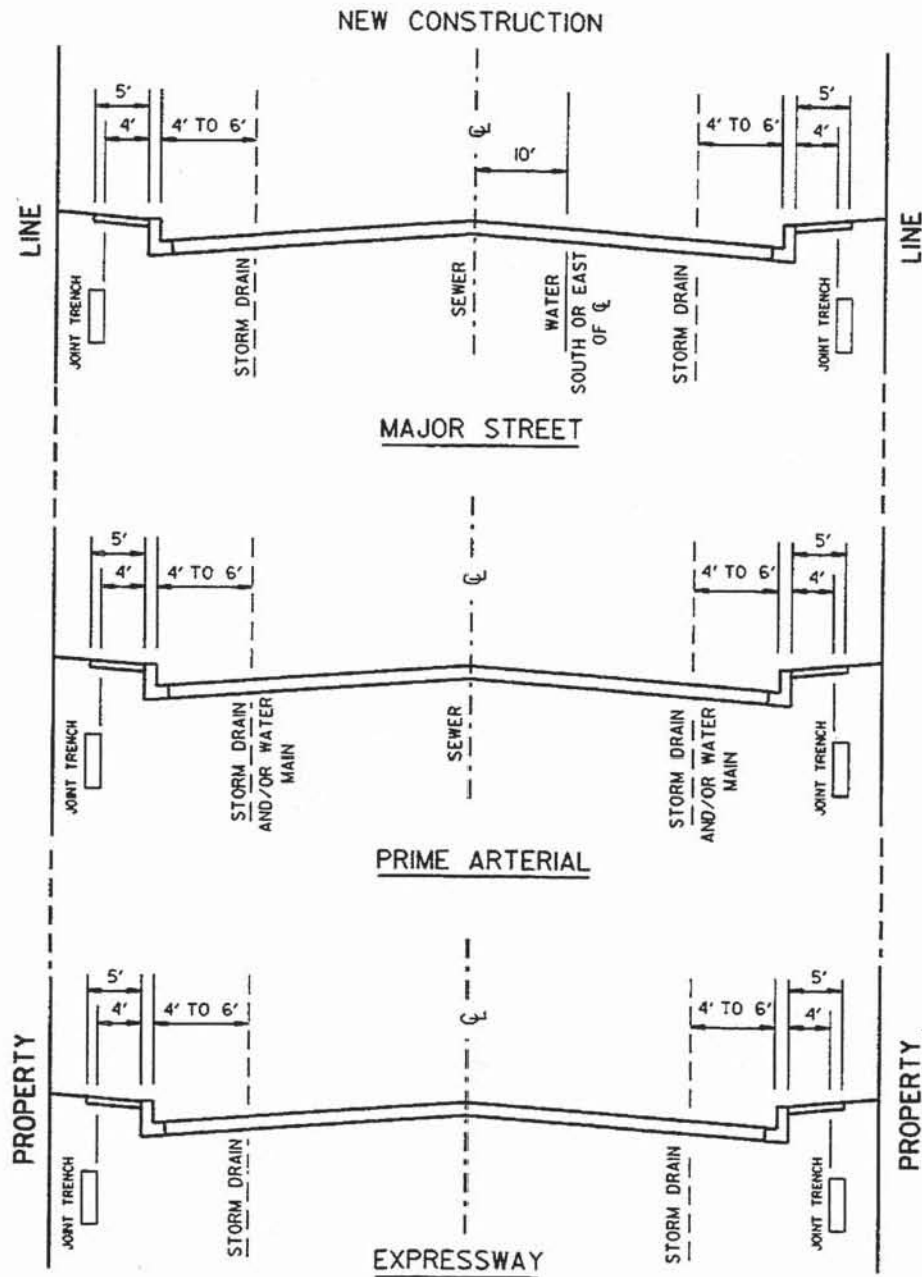 NEW CONSTRUCTION
5'
4'
4' TO 6'
℄
10'
4' TO 6'
5'
4'
LINE
LINE
JOINT TRENCH
STORM DRAIN
SEWER
WATER
SOUTH OR EAST
OF ℄
STORM DRAIN
JOINT TRENCH
MAJOR STREET
5'
4'
4' TO 6'
℄
4' TO 6'
5'
4'
JOINT TRENCH
STORM DRAIN
AND/OR WATER
MAIN
SEWER
STORM DRAIN
AND/OR WATER
MAIN
JOINT TRENCH
PRIME ARTERIAL
5'
4'
4' TO 6'
℄
4' TO 6'
5'
4'
PROPERTY
PROPERTY
JOINT TRENCH
STORM DRAIN
STORM DRAIN
JOINT TRENCH
EXPRESSWAY